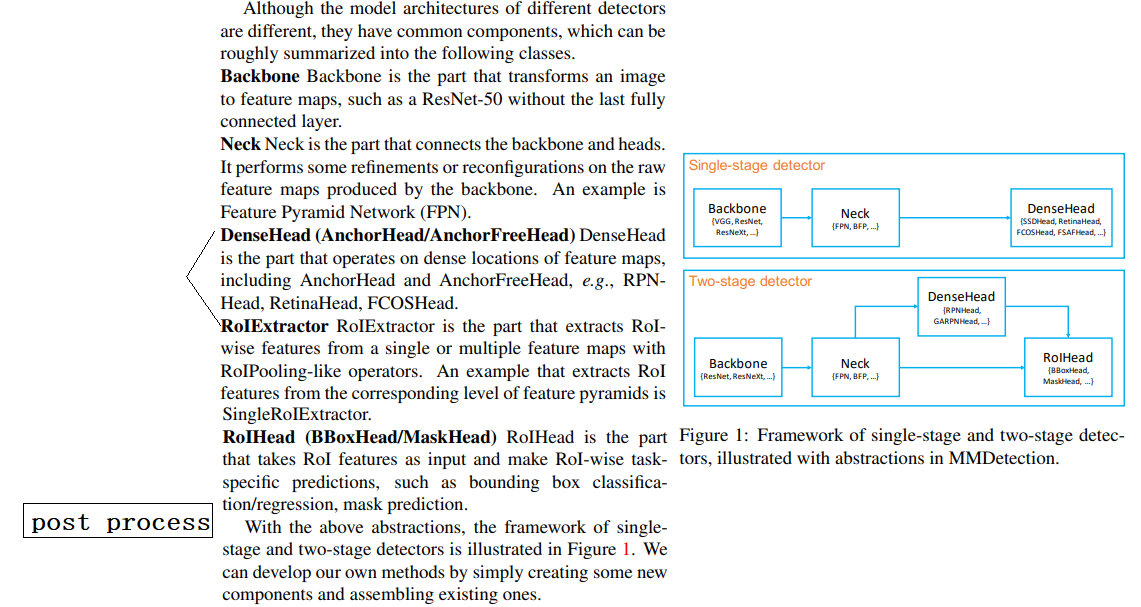 Although the model architectures of different detectors
are different, they have common components, which can be
roughly summarized into the following classes.
Backbone Backbone is the part that transforms an image
to feature maps, such as a ResNet-50 without the last fully
connected layer.
Neck Neck is the part that connects the backbone and heads.
It performs some refinements or reconfigurations on the raw
feature maps produced by the backbone. An example is
Feature Pyramid Network (FPN).
DenseHead (AnchorHead/AnchorFreeHead) DenseHead
is the part that operates on dense locations of feature maps,
including AnchorHead and AnchorFreeHead, e.g., RPN-
Head, RetinaHead, FCOSHead.
RoIExtractor RoIExtractor is the part that extracts RoI-
wise features from a single or multiple feature maps with
RoIPooling-like operators. An example that extracts RoI
features from the corresponding level of feature pyramids is
SingleRoIExtractor.
RoIHead (BBoxHead/MaskHead) RoIHead is the part
that takes RoI features as input and make RoI-wise task-
specific predictions, such as bounding box classifica-
tion/regression, mask prediction.
post process
With the above abstractions, the framework of single-
stage and two-stage detectors is illustrated in Figure 1. We
can develop our own methods by simply creating some new
components and assembling existing ones.
Single-stage detector
Backbone
{VGG, ResNet,
ResNeXt, ...}
Neck
{FPN, BFP, ...}
DenseHead
{SSDHead, RetinaHead,
FCOSHead, FSAFHead, ...}
Two-stage detector
DenseHead
{RPNHead,
GARPNHead, ...}
Backbone
{ResNet, ResNeXt, ...}
Neck
{FPN, BFP, ...}
RoIHead
{BBoxHead,
MaskHead, ...}
Figure 1: Framework of single-stage and two-stage detec-
tors, illustrated with abstractions in MMDetection.